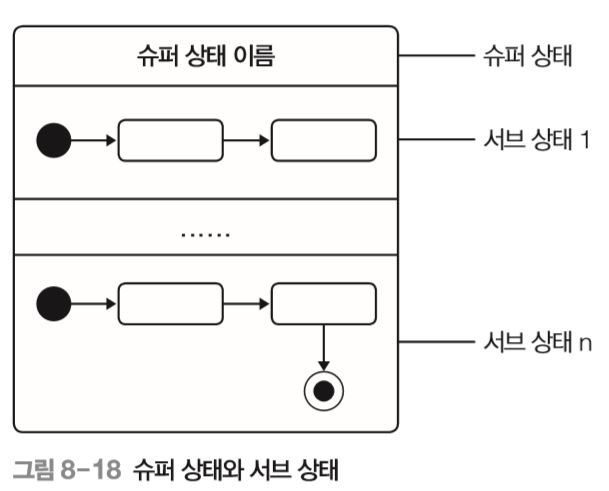 슈퍼 상태 이름
슈퍼 상태
서브 상태 1
......
서브 상태 n
그림 8-18 슈퍼 상태와 서브 상태